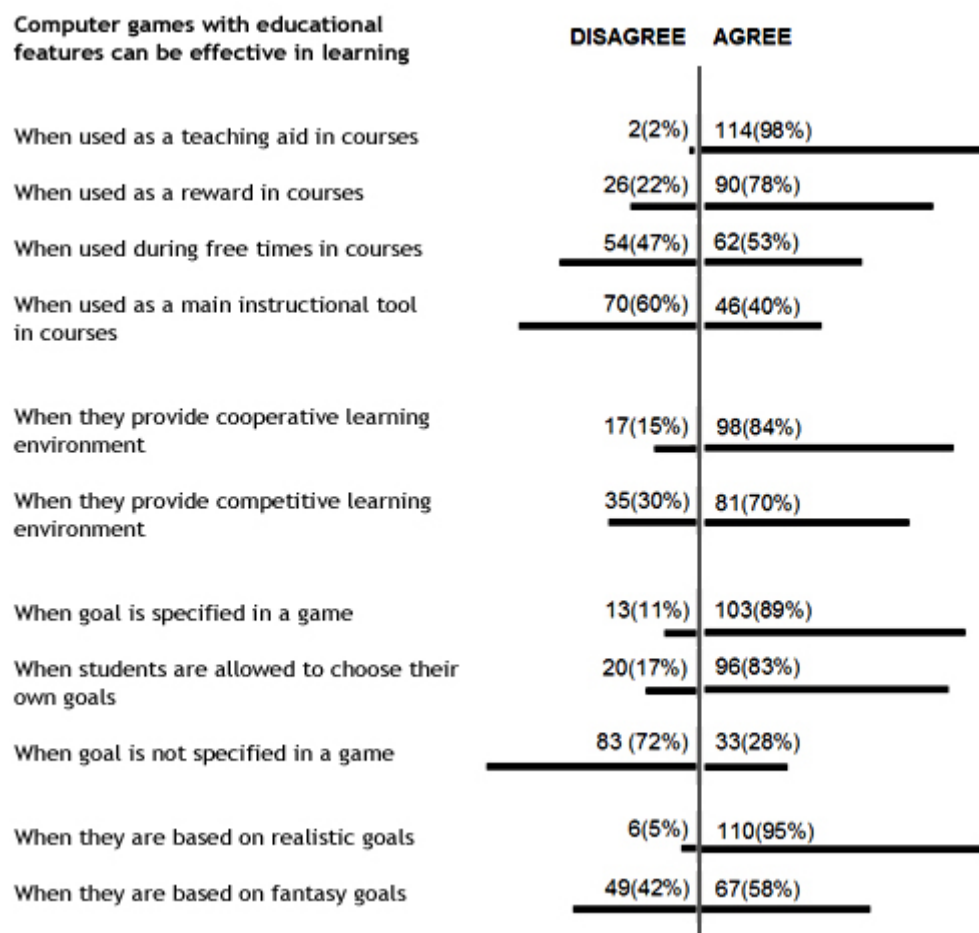 Computer games with educational
features can be effective in learning
DISAGREE AGREE
When used as a teaching aid in courses 2(2%) 114(98%)
When used as a reward in courses 26(22%) 90(78%)
When used during free times in courses 54(47%) 62(53%)
When used as a main instructional tool
in courses 70(60%) 46(40%)
When they provide cooperative learning
environment 17(15%) 98(84%)
When they provide competitive learning
environment 35(30%) 81(70%)
When goal is specified in a game 13(11%) 103(89%)
When students are allowed to choose their
own goals 20(17%) 96(83%)
When goal is not specified in a game 83 (72%) 33(28%)
When they are based on realistic goals 6(5%) 110(95%)
When they are based on fantasy goals 49(42%) 67(58%)